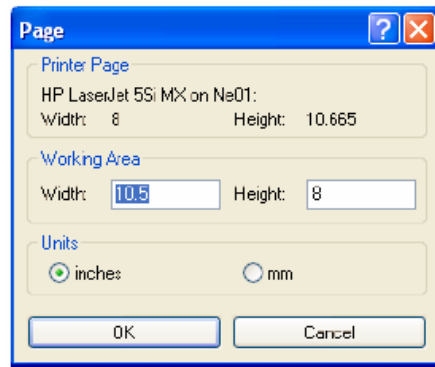 Page
Printer Page
HP LaserJet 5Si MX on Ne01:
Width: 8 Height: 10.665
Working Area
Width: 10.5 Height: 8
Units
inches mm
OK Cancel